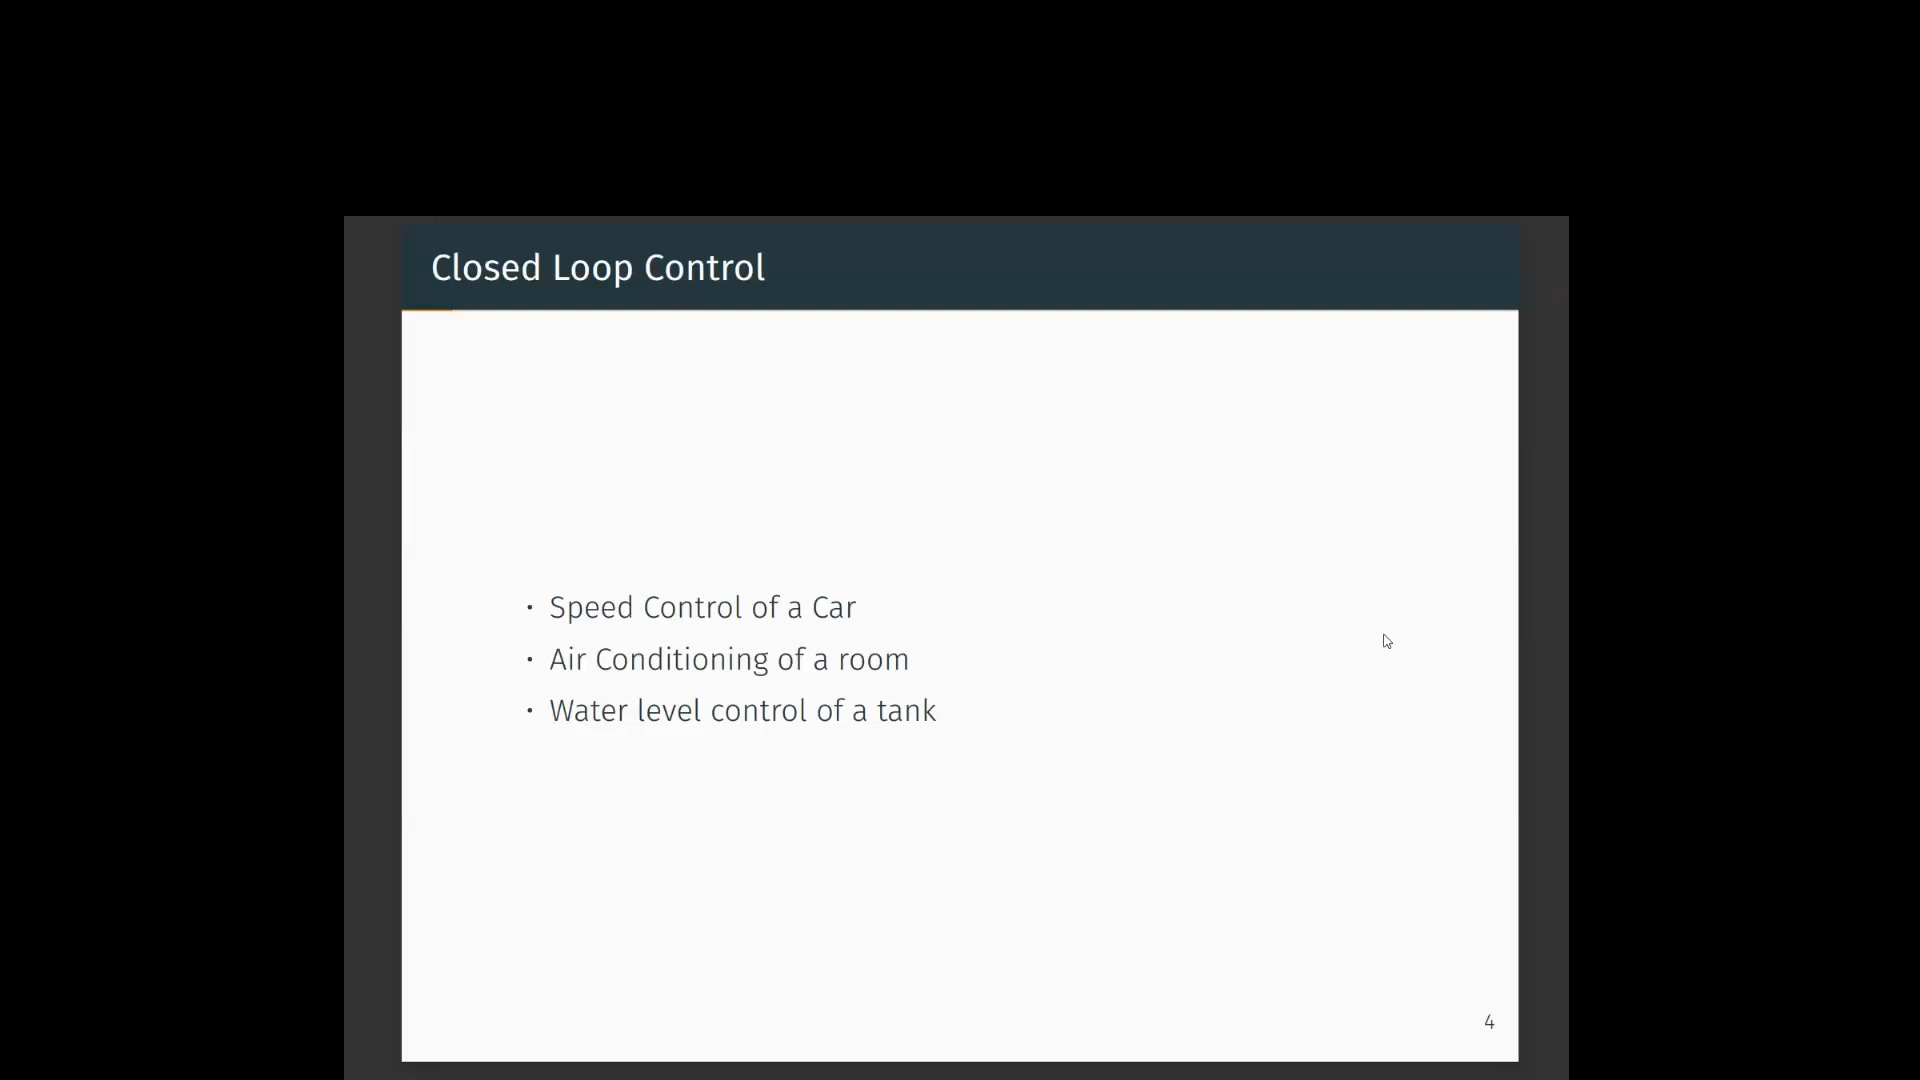 Closed Loop Control
• Speed Control of a Car
• Air Conditioning of a room
• Water level control of a tank
4